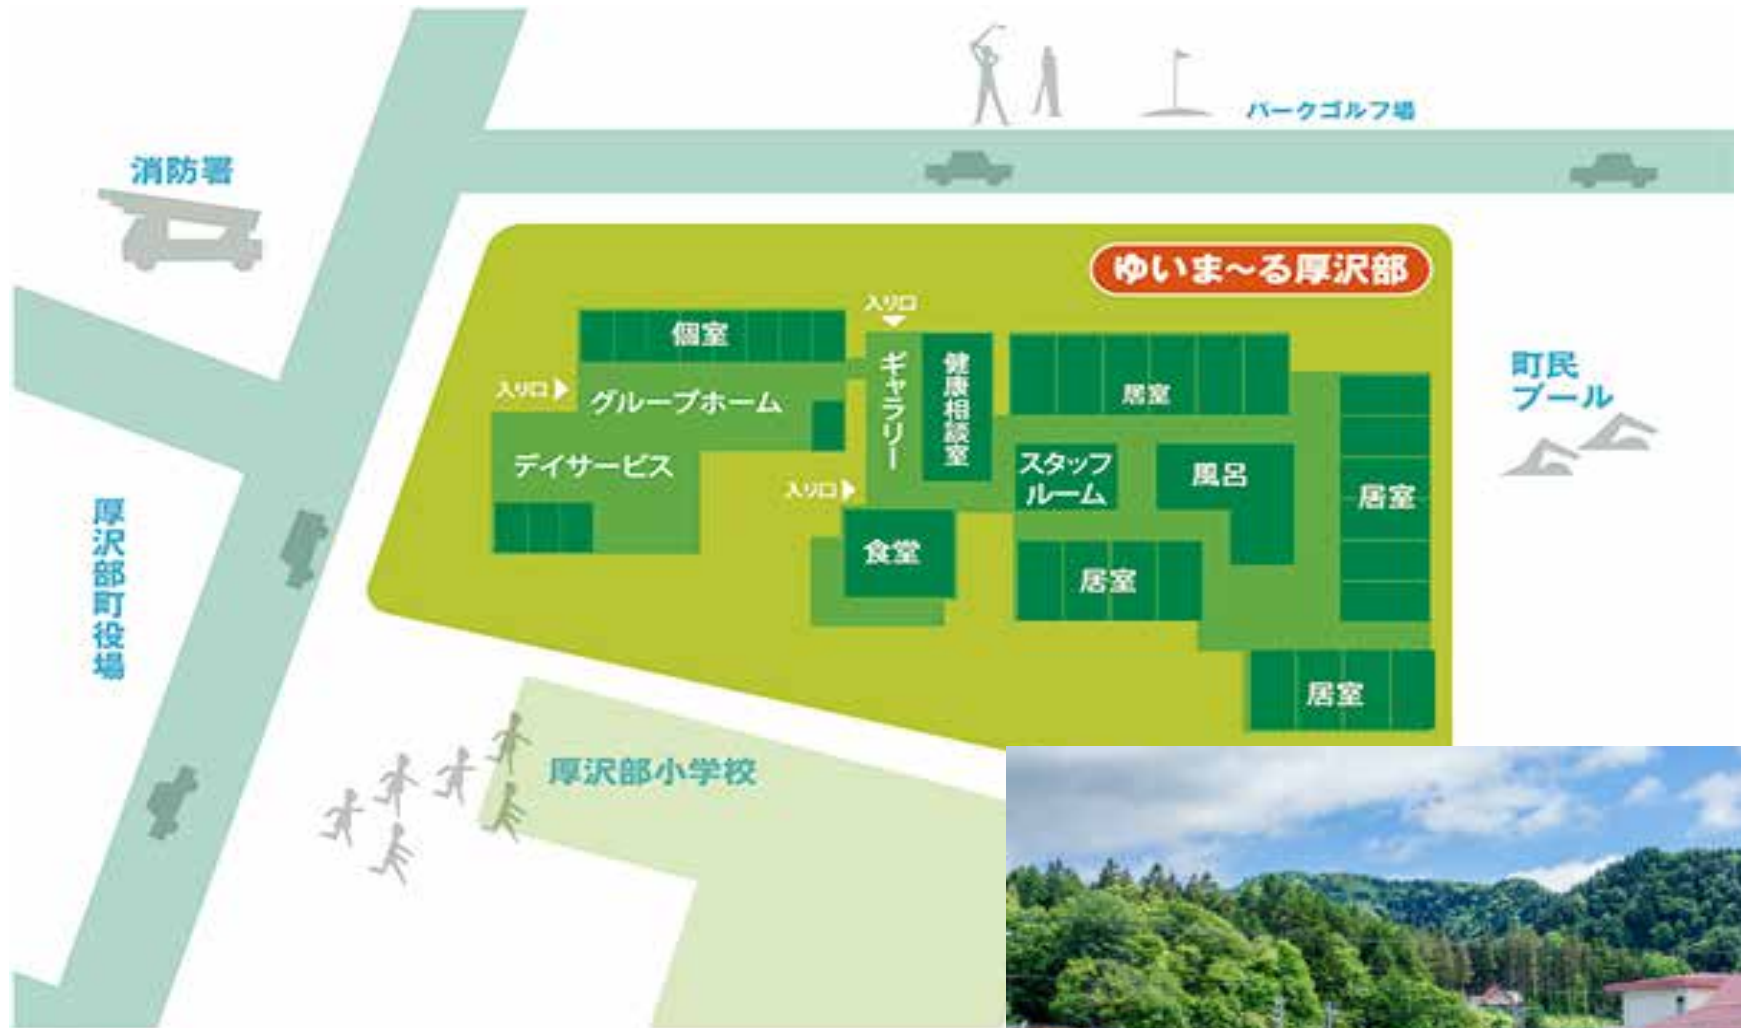 パークゴルフ場
消防署
ゆいま～る厚沢部
入り口
個室
ギャラリー
健康相談室
居室
町民
プール
入り口
グループホーム
デイサービス
入り口
スタッフ
ルーム
風呂
居室
厚沢部町役場
食堂
居室
居室
厚沢部小学校